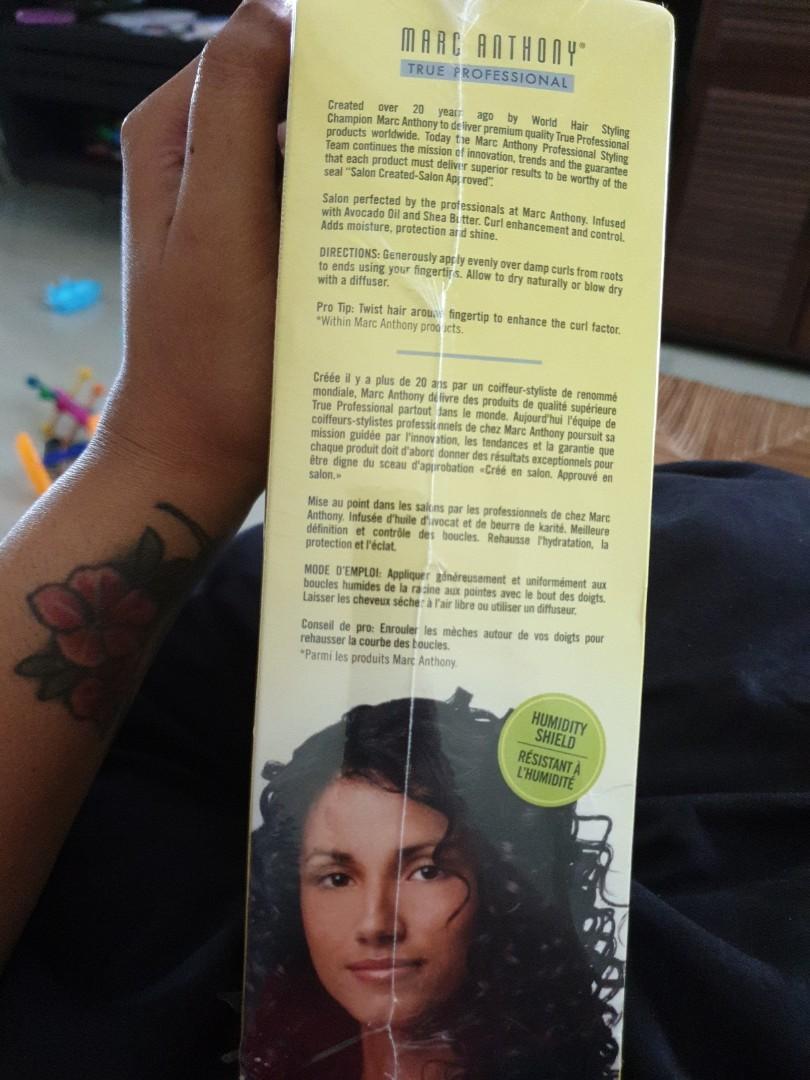 MARC ANTHONY®
TRUE PROFESSIONAL
Created over 20 years ago by World Hair Styling
Champion Marc Anthony to deliver premium quality True Professional
products worldwide. Today the Marc Anthony Professional Styling
Team continues the mission of innovation, trends and the guarantee
that each product must deliver superior results to be worthy of the
seal "Salon Created-Salon Approved".
Salon perfected by the professionals at Marc Anthony. Infused
with Avocado Oil and Shea Butter. Curl enhancement and control.
Adds moisture, protection and shine.
DIRECTIONS: Generously apply evenly over damp curls from roots
to ends using your fingertips. Allow to dry naturally or blow dry
with a diffuser.
Pro Tip: Twist hair around fingertip to enhance the curl factor.
*Within Marc Anthony products.
Créée il y a plus de 20 ans par un coiffeur-styliste de renommé
mondiale, Marc Anthony délivre des produits de qualité supérieure
True Professional partout dans le monde. Aujourd'hui l'équipe de
coiffeurs-stylistes professionnels de chez Marc Anthony poursuit sa
mission guidée par l'innovation, les tendances et la garantie que
chaque produit doit d'abord donner des résultats exceptionnels pour
être digne du sceau d'approbation «Créé en salon. Approuvé en
salon.»
Mise au point dans les salons par les professionnels de chez Marc
Anthony. Infusée d'huile d'avocat et de beurre de karité. Meilleure
définition et contrôle des boucles. Rehausse l'hydratation, la
protection et l'éclat.
MODE D'EMPLOI: Appliquer généreusement et uniformément aux
boucles humides de la racine aux pointes avec le bout des doigts.
Laisser les cheveux sécher à l'air libre ou utiliser un diffuseur.
Conseil de pro: Enrouler les mèches autour de vos doigts pour
rehausser la courbe des boucles.
*Parmi les produits Marc Anthony.
HUMIDITY
SHIELD
RÉSISTANT À
L'HUMIDITÉ